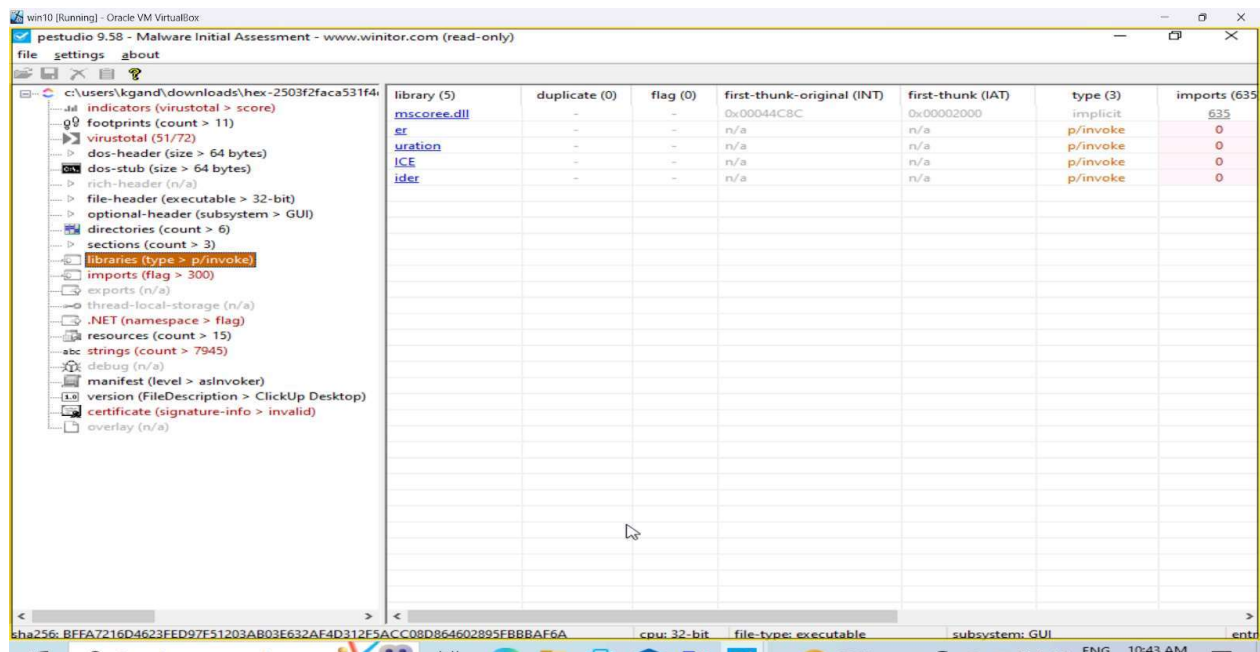 win10 [Running] - Oracle VM VirtualBox
pestudio 9.58 - Malware Initial Assessment - www.winitor.com (read-only)
file settings about
c:\users\kgand\downloads\hex-2503f2faca531f4
indicators (virustotal > score)
footprints (count > 11)
virustotal (51/72)
dos-header (size > 64 bytes)
dos-stub (size > 64 bytes)
rich-header (n/a)
file-header (executable > 32-bit)
optional-header (subsystem > GUI)
directories (count > 6)
sections (count > 3)
libraries (type > p/invoke)
imports (flag > 300)
exports (n/a)
thread-local-storage (n/a)
.NET (namespace > flag)
resources (count > 15)
abc strings (count > 7945)
debug (n/a)
manifest (level > asInvoker)
1.0 version (FileDescription > ClickUp Desktop)
certificate (signature-info > invalid)
overlay (n/a)
library (5) duplicate (0) flag (0) first-thunk-original (INT) first-thunk (IAT) type (3) imports (635
mscoree.dll - - 0x00044C8C 0x00002000 implicit 635
er - - n/a n/a p/invoke 0
uration - - n/a n/a p/invoke 0
ICE - - n/a n/a p/invoke 0
ider - - n/a n/a p/invoke 0
sha256: BFFA7216D4623FED97F51203AB03E632AF4D312F5ACC08D864602895FBBBAF6A cpu: 32-bit file-type: executable subsystem: GUI entr
ENG 10:43 AM